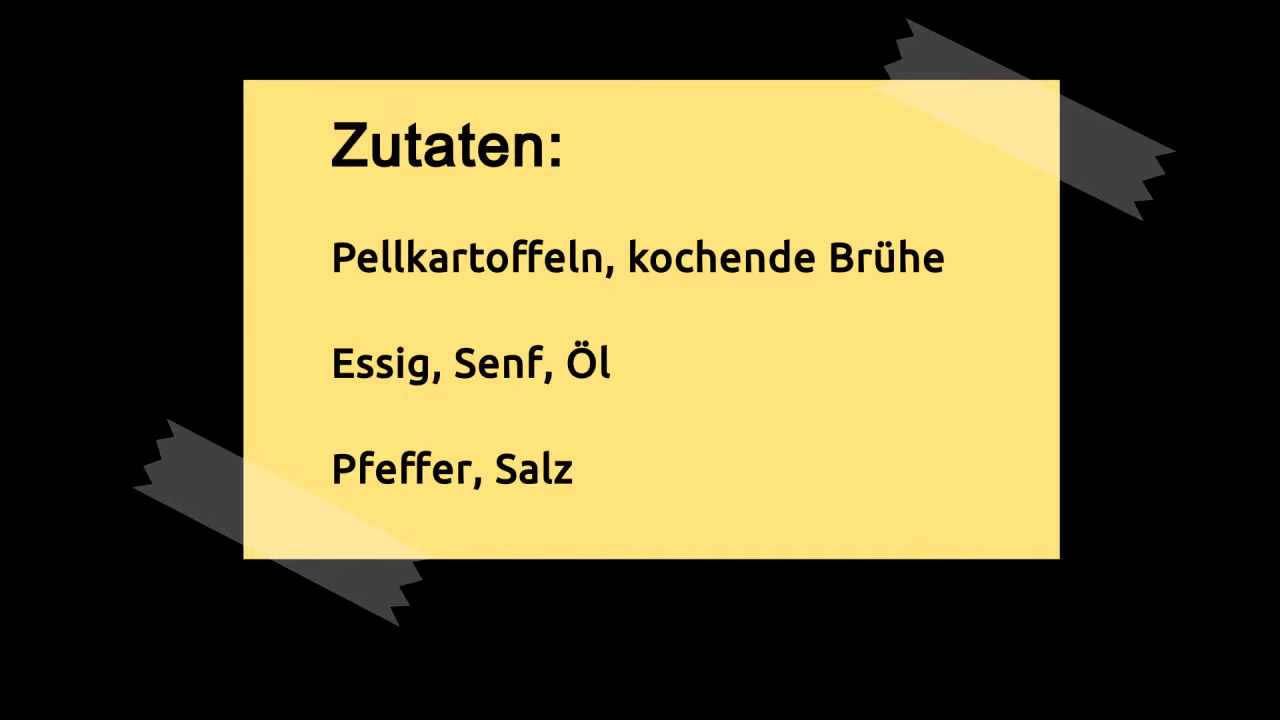 Zutaten:
Pellkartoffeln, kochende Brühe
Essig, Senf, Öl
Pfeffer, Salz